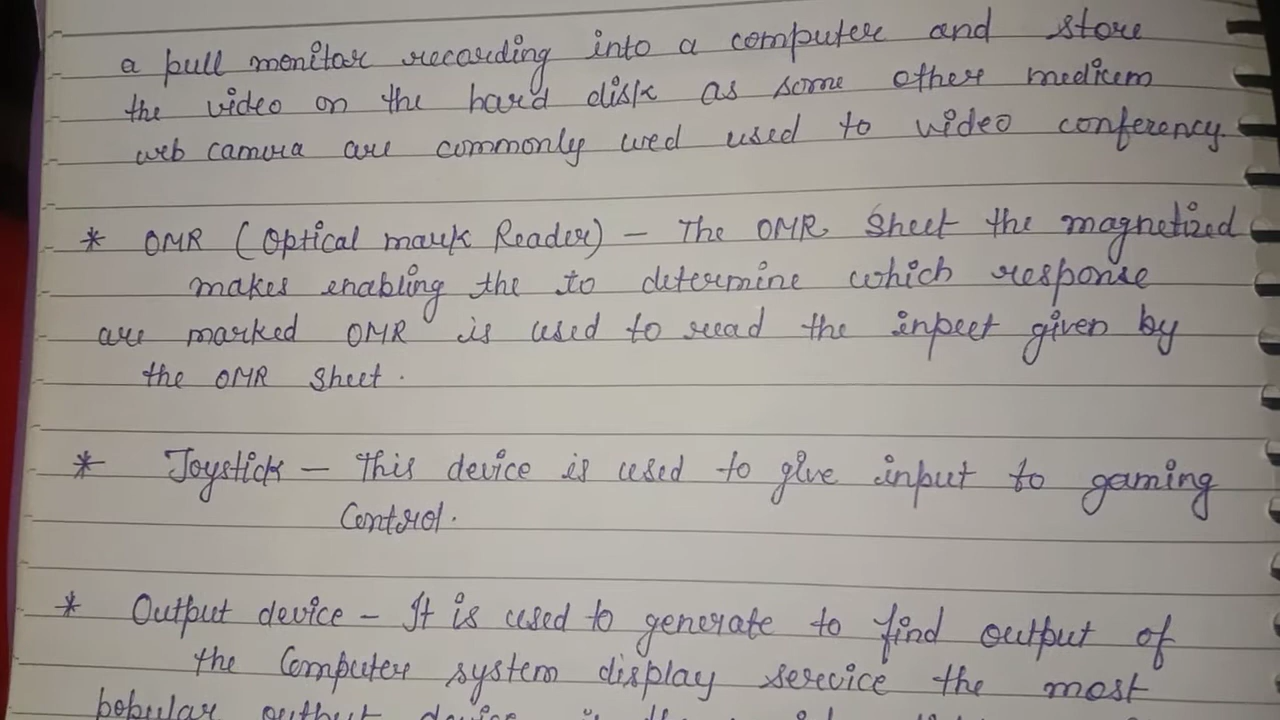 a pull monitor recording into a computer and store
the video on the hard disk as some other medium
web camera are commonly used used to video conferency
* OMR (Optical mark Reader) - The OMR Sheet the magnetized
makes enabling the to determine which response
are marked OMR is used to read the input given by
the OMR Sheet.
* Joystick - This device is used to give input to gaming
Control.
* Output device - It is used to generate to find output of
the Computer system display service the most